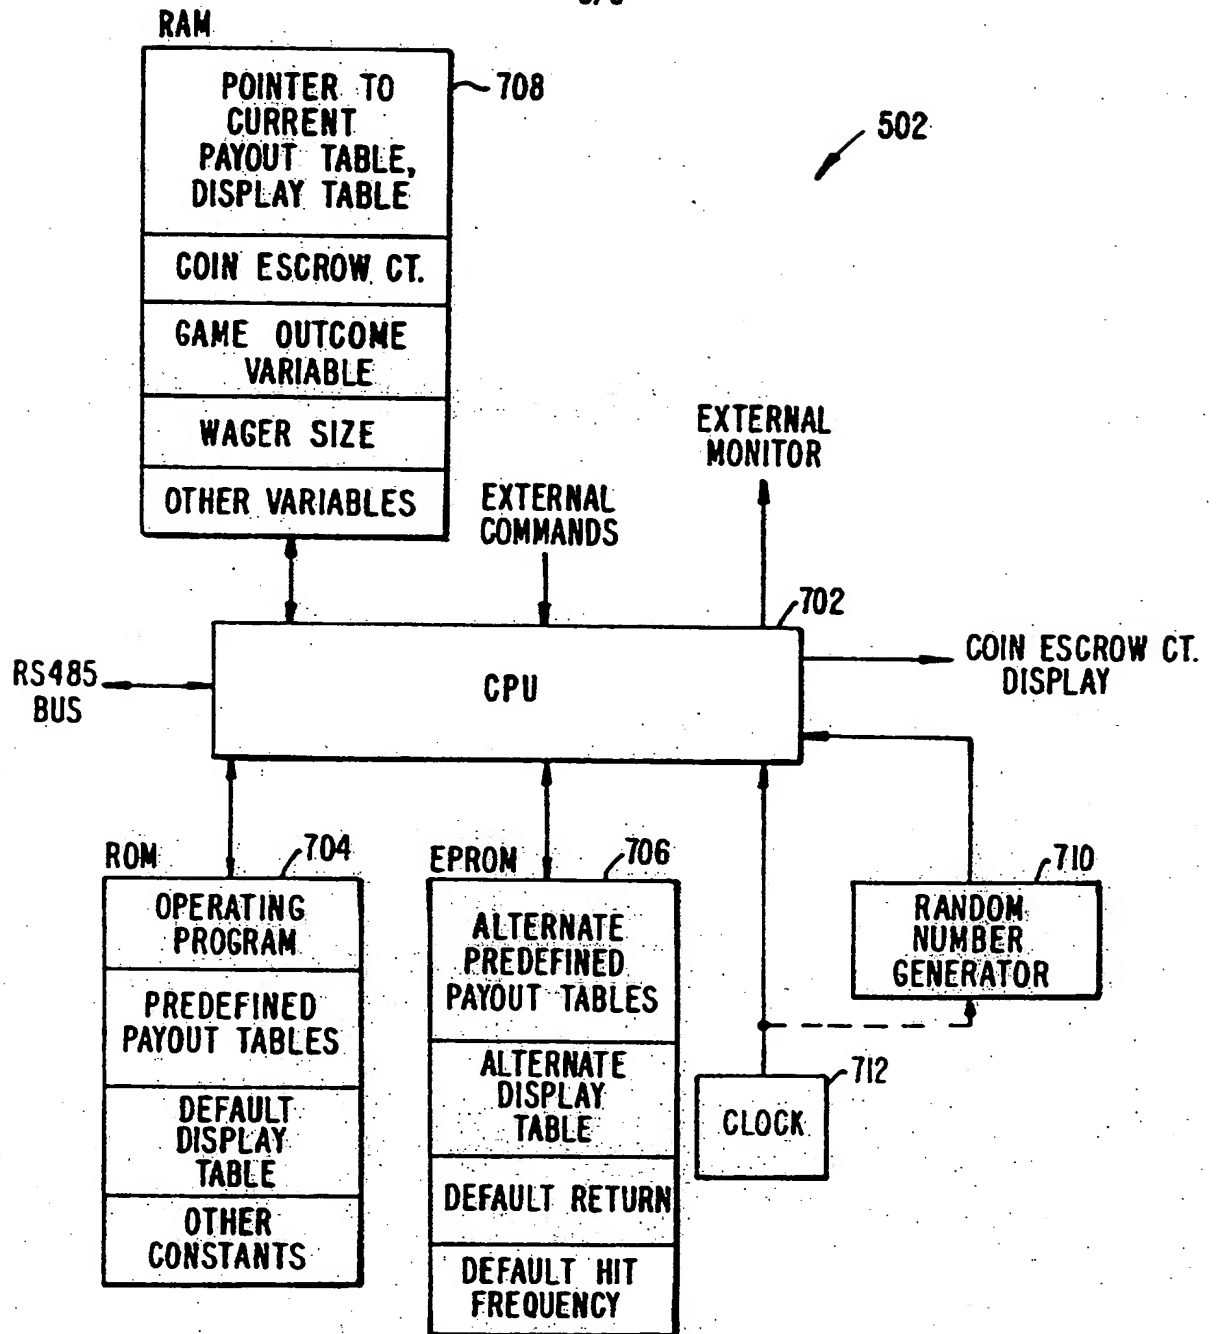 RAM
POINTER TO
CURRENT
PAYOUT TABLE,
DISPLAY TABLE
708
502
COIN ESCROW CT.
GAME OUTCOME
VARIABLE
WAGER SIZE
OTHER VARIABLES
EXTERNAL
COMMANDS
EXTERNAL
MONITOR
702
RS485
BUS
CPU
COIN ESCROW CT.
DISPLAY
ROM
704
OPERATING
PROGRAM
PREDEFINED
PAYOUT TABLES
DEFAULT
DISPLAY
TABLE
OTHER
CONSTANTS
EPROM
706
ALTERNATE
PREDEFINED
PAYOUT TABLES
ALTERNATE
DISPLAY
TABLE
DEFAULT RETURN
DEFAULT HIT
FREQUENCY
710
RANDOM
NUMBER
GENERATOR
712
CLOCK